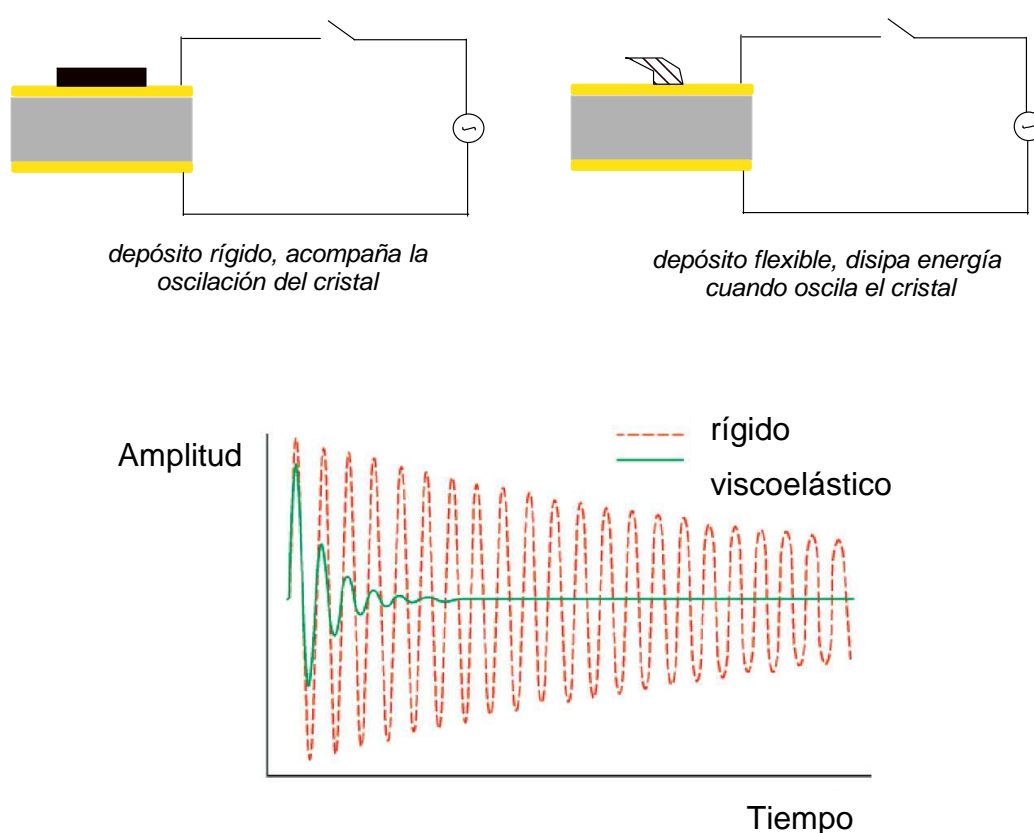 depósito rígido, acompaña la
oscilación del cristal
depósito flexible, disipa energía
cuando oscila el cristal
Amplitud
rígido
viscoelástico
Tiempo